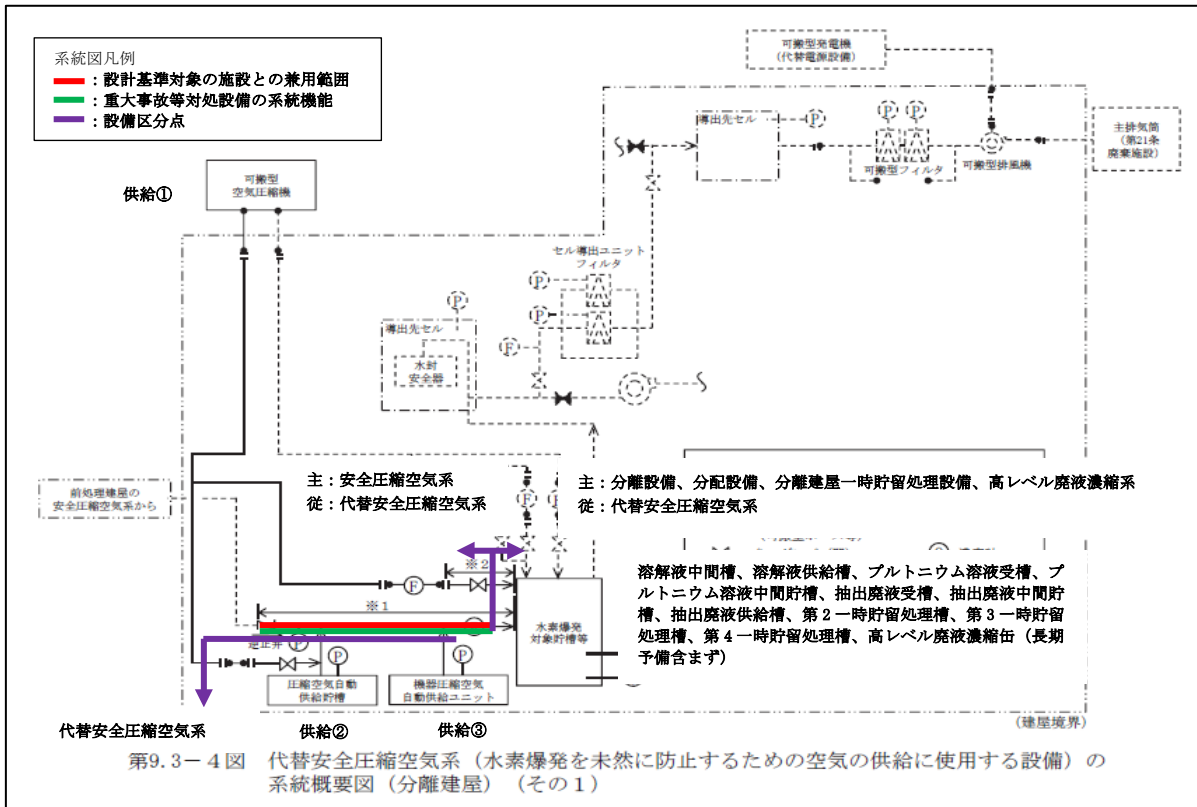 系統図凡例
：設計基準対象の施設との兼用範囲
：重大事故等対処設備の系統機能
：設備区分点
可搬型発電機
(代替電源設備)
導出先セル
P
P
P
可搬型フィルタ
可搬型排風機
P
主排気筒
(第21条
廃棄施設)
供給①
可搬型
空気圧縮機
セル導出ユニット
フィルタ
P
P
P
導出先セル
F
水封
安全器
前処理建屋の
安全圧縮空気系から
主：安全圧縮空気系
従：代替安全圧縮空気系
主：分離設備、分配設備、分離建屋一時貯留処理設備、高レベル廃液濃縮系
従：代替安全圧縮空気系
F
※2
F
※1
水素爆発
対象貯槽等
溶解液中間槽、溶解液供給槽、プルトニウム溶液受槽、プ
ルトニウム溶液中間貯槽、抽出廃液受槽、抽出廃液中間貯
槽、抽出廃液供給槽、第２一時貯留処理槽、第３一時貯留
処理槽、第４一時貯留処理槽、高レベル廃液濃縮缶（長期
予備含まず）
逆止弁
P
P
P
圧縮空気自動
供給貯槽
機器圧縮空気
自動供給ユニット
代替安全圧縮空気系
供給②
供給③
(建屋境界)
第9.3－4図　代替安全圧縮空気系（水素爆発を未然に防止するための空気の供給に使用する設備）の
系統概要図（分離建屋）（その１）